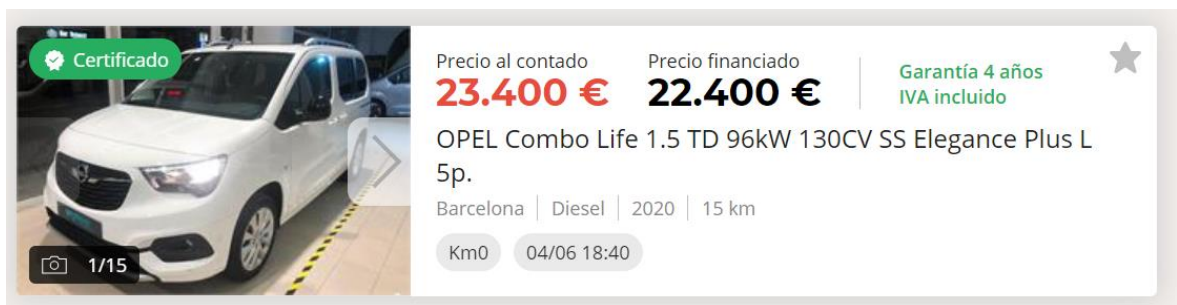 Certificado
1/15
Precio al contado
Precio financiado
23.400 €
22.400 €
Garantía 4 años
IVA incluido
OPEL Combo Life 1.5 TD 96kW 130CV SS Elegance Plus L
5p.
Barcelona | Diesel | 2020 | 15 km
Km0
04/06 18:40